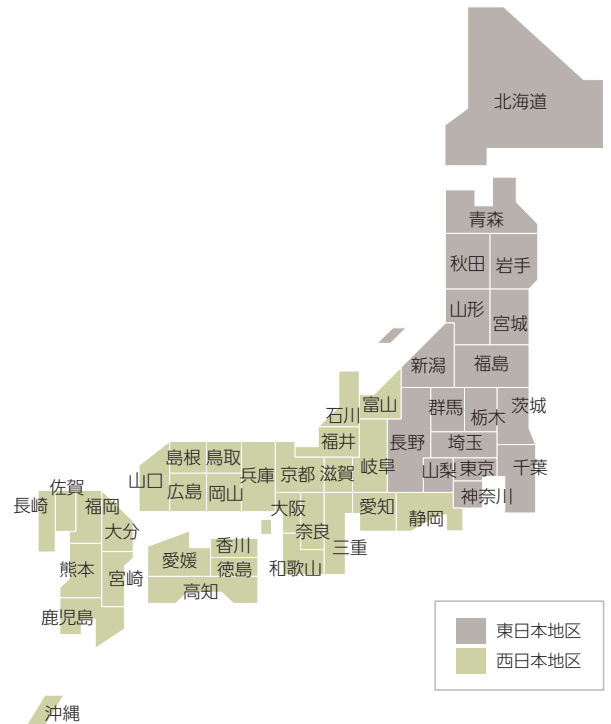 北海道
青森
秋田
岩手
山形
宮城
新潟
福島
富山
石川
群馬
栃木
茨城
福井
長野
埼玉
岐阜
山梨
東京
千葉
神奈川
島根
鳥取
兵庫
京都
滋賀
山口
広島
岡山
大阪
愛知
静岡
奈良
三重
和歌山
佐賀
長崎
福岡
大分
香川
愛媛
徳島
高知
熊本
宮崎
鹿児島
沖縄
東日本地区
西日本地区